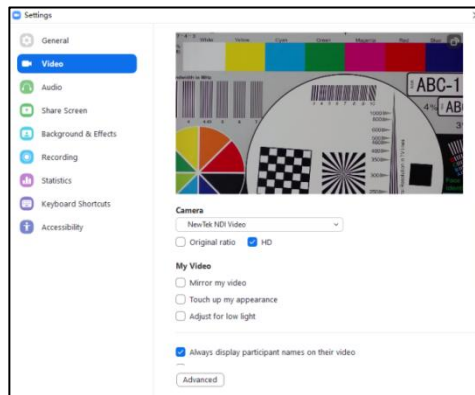 Settings
General
Video
Audio
Share Screen
Background & Effects
Recording
Statistics
Keyboard Shortcuts
Accessibility
White Yellow Cyan Green Magenta Red Blue
ABC-1
Camera
NewTek NDI Video
Original ratio HD
My Video
Mirror my video
Touch up my appearance
Adjust for low light
Always display participant names on their video
Advanced